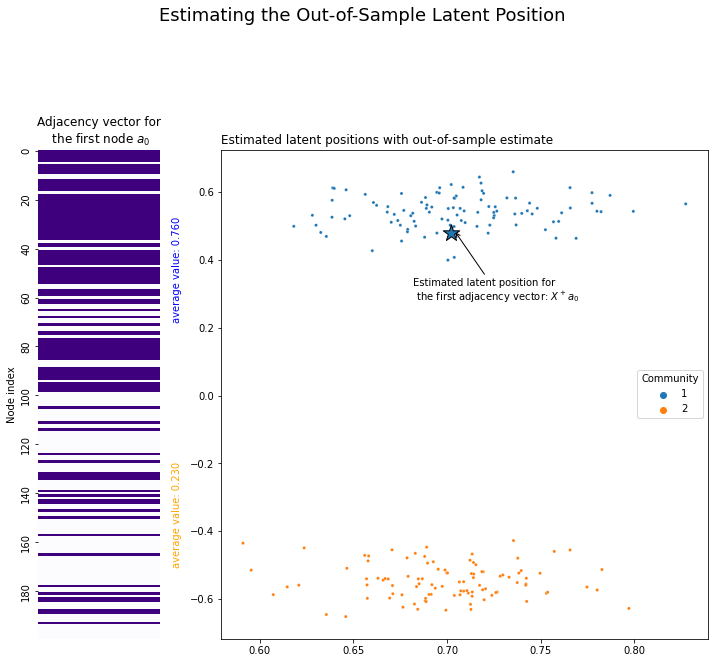 Estimating the Out-of-Sample Latent Position
Adjacency vector for
the first node a₀
Node index
0
20
40
60
80
100
120
140
160
180
average value: 0.760
average value: 0.230
Estimated latent positions with out-of-sample estimate
0.6
0.4
0.2
0.0
−0.2
−0.4
−0.6
Estimated latent position for
the first adjacency vector: X⁺a₀
Community
1
2
0.60
0.65
0.70
0.75
0.80